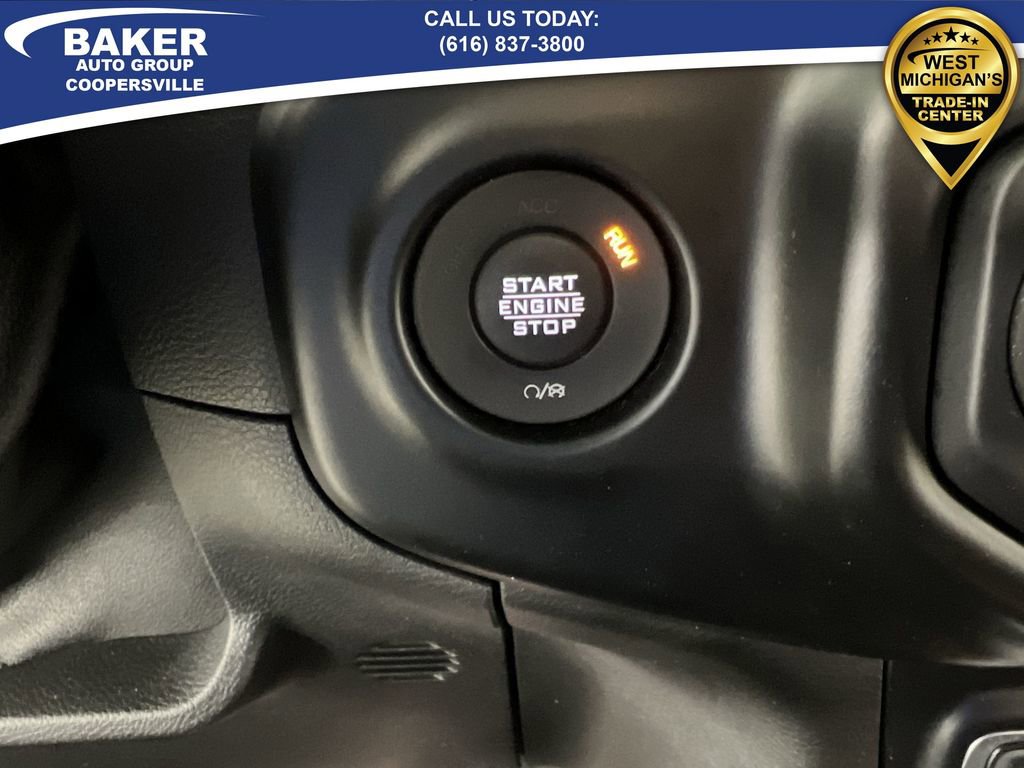 BAKER
AUTO GROUP
COOPERSVILLE
CALL US TODAY:
(616) 837-3800
WEST
MICHIGAN'S
TRADE-IN
CENTER
ACC
RUN
START
ENGINE
STOP